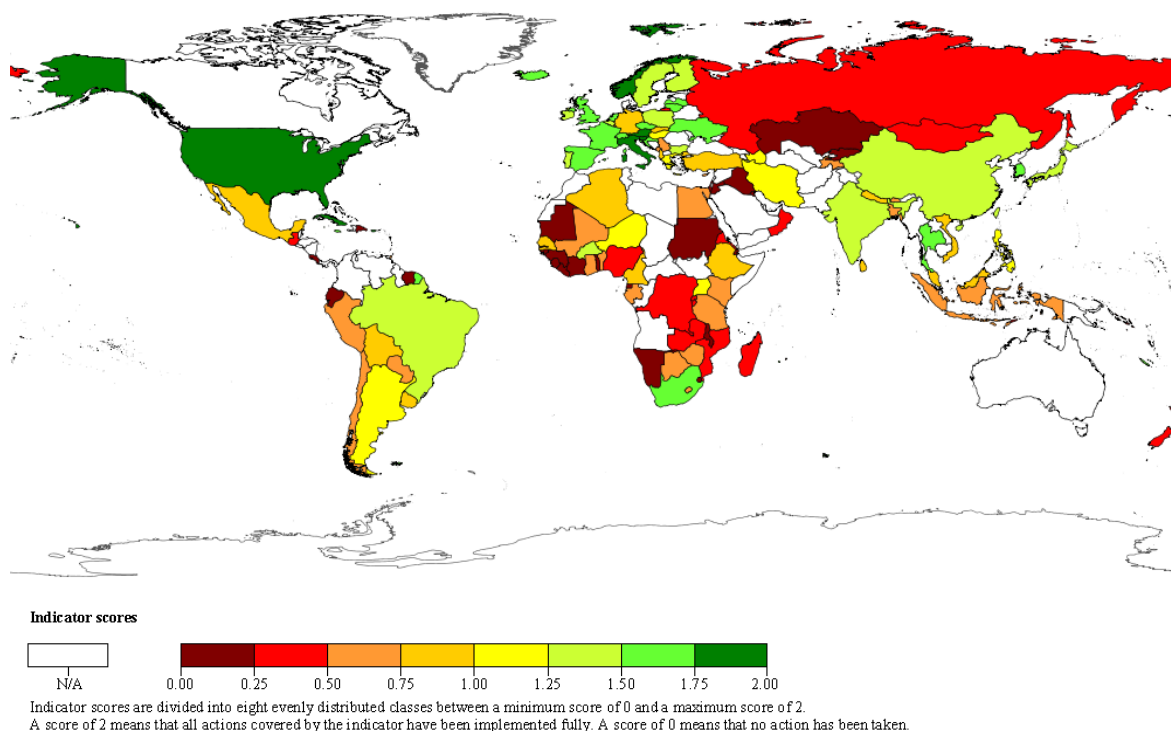 Indicator scores
N/A
0.00 0.25 0.50 0.75 1.00 1.25 1.50 1.75 2.00
Indicator scores are divided into eight evenly distributed classes between a minimum score of 0 and a maximum score of 2.
A score of 2 means that all actions covered by the indicator have been implemented fully. A score of 0 means that no action has been taken.